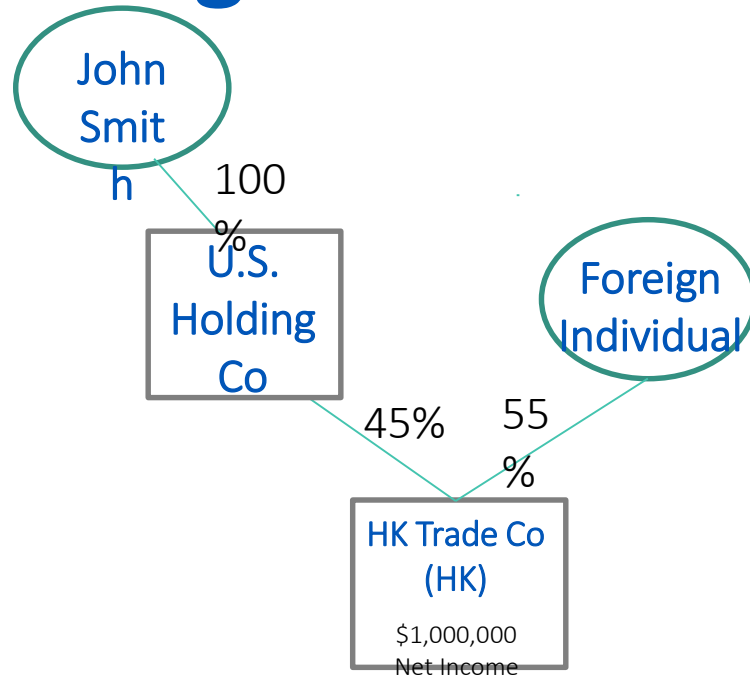 John
Smit
h
100
%
U.S.
Holding
Co
Foreign
Individual
45%
55
%
HK Trade Co
(HK)
$1,000,000
Net Income